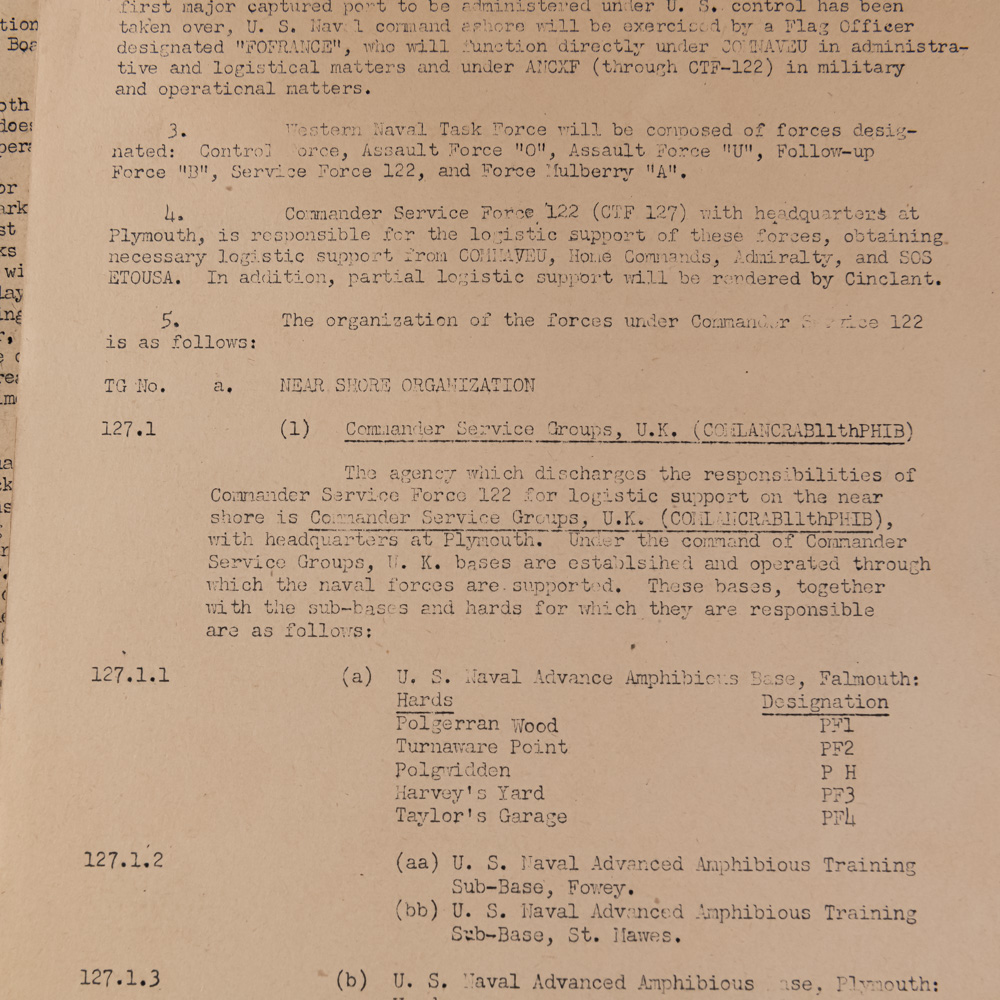 first major captured port to be administered under U. S. control has been
taken over, U. S. Naval command ashore will be exercised by a Flag Officer
designated "FOFRANCE", who will function directly under COMNAVEU in administra-
tive and logistical matters and under ANCXF (through CTF-122) in military
and operational matters.
3. Western Naval Task Force will be composed of forces desig-
nated: Control Force, Assault Force "O", Assault Force "U", Follow-up
Force "B", Service Force 122, and Force Mulberry "A".
4. Commander Service Force 122 (CTF 127) with headquarters at
Plymouth, is responsible for the logistic support of these forces, obtaining
necessary logistic support from COMNAVEU, Home Commands, Admiralty, and SOS
ETOUSA. In addition, partial logistic support will be rendered by Cinclant.
5. The organization of the forces under Commander Service 122
is as follows:
TG No. a. NEAR SHORE ORGANIZATION
127.1 (1) Commander Service Groups, U.K. (COMLANCRAB11thPHIB)
The agency which discharges the responsibilities of
Commander Service Force 122 for logistic support on the near
shore is Commander Service Groups, U.K. (COMLANCRAB11thPHIB),
with headquarters at Plymouth. Under the command of Commander
Service Groups, U. K. bases are establsihed and operated through
which the naval forces are supported. These bases, together
with the sub-bases and hards for which they are responsible
are as follows:
127.1.1 (a) U. S. Naval Advance Amphibious Base, Falmouth:
Hards Designation
Polgerran Wood PF1
Turnaware Point PF2
Polgwidden P H
Harvey's Yard PF3
Taylor's Garage PF4
127.1.2 (aa) U. S. Naval Advanced Amphibious Training
Sub-Base, Fowey.
(bb) U. S. Naval Advanced Amphibious Training
Sub-Base, St. Mawes.
127.1.3 (b) U. S. Naval Advanced Amphibious Base, Plymouth: